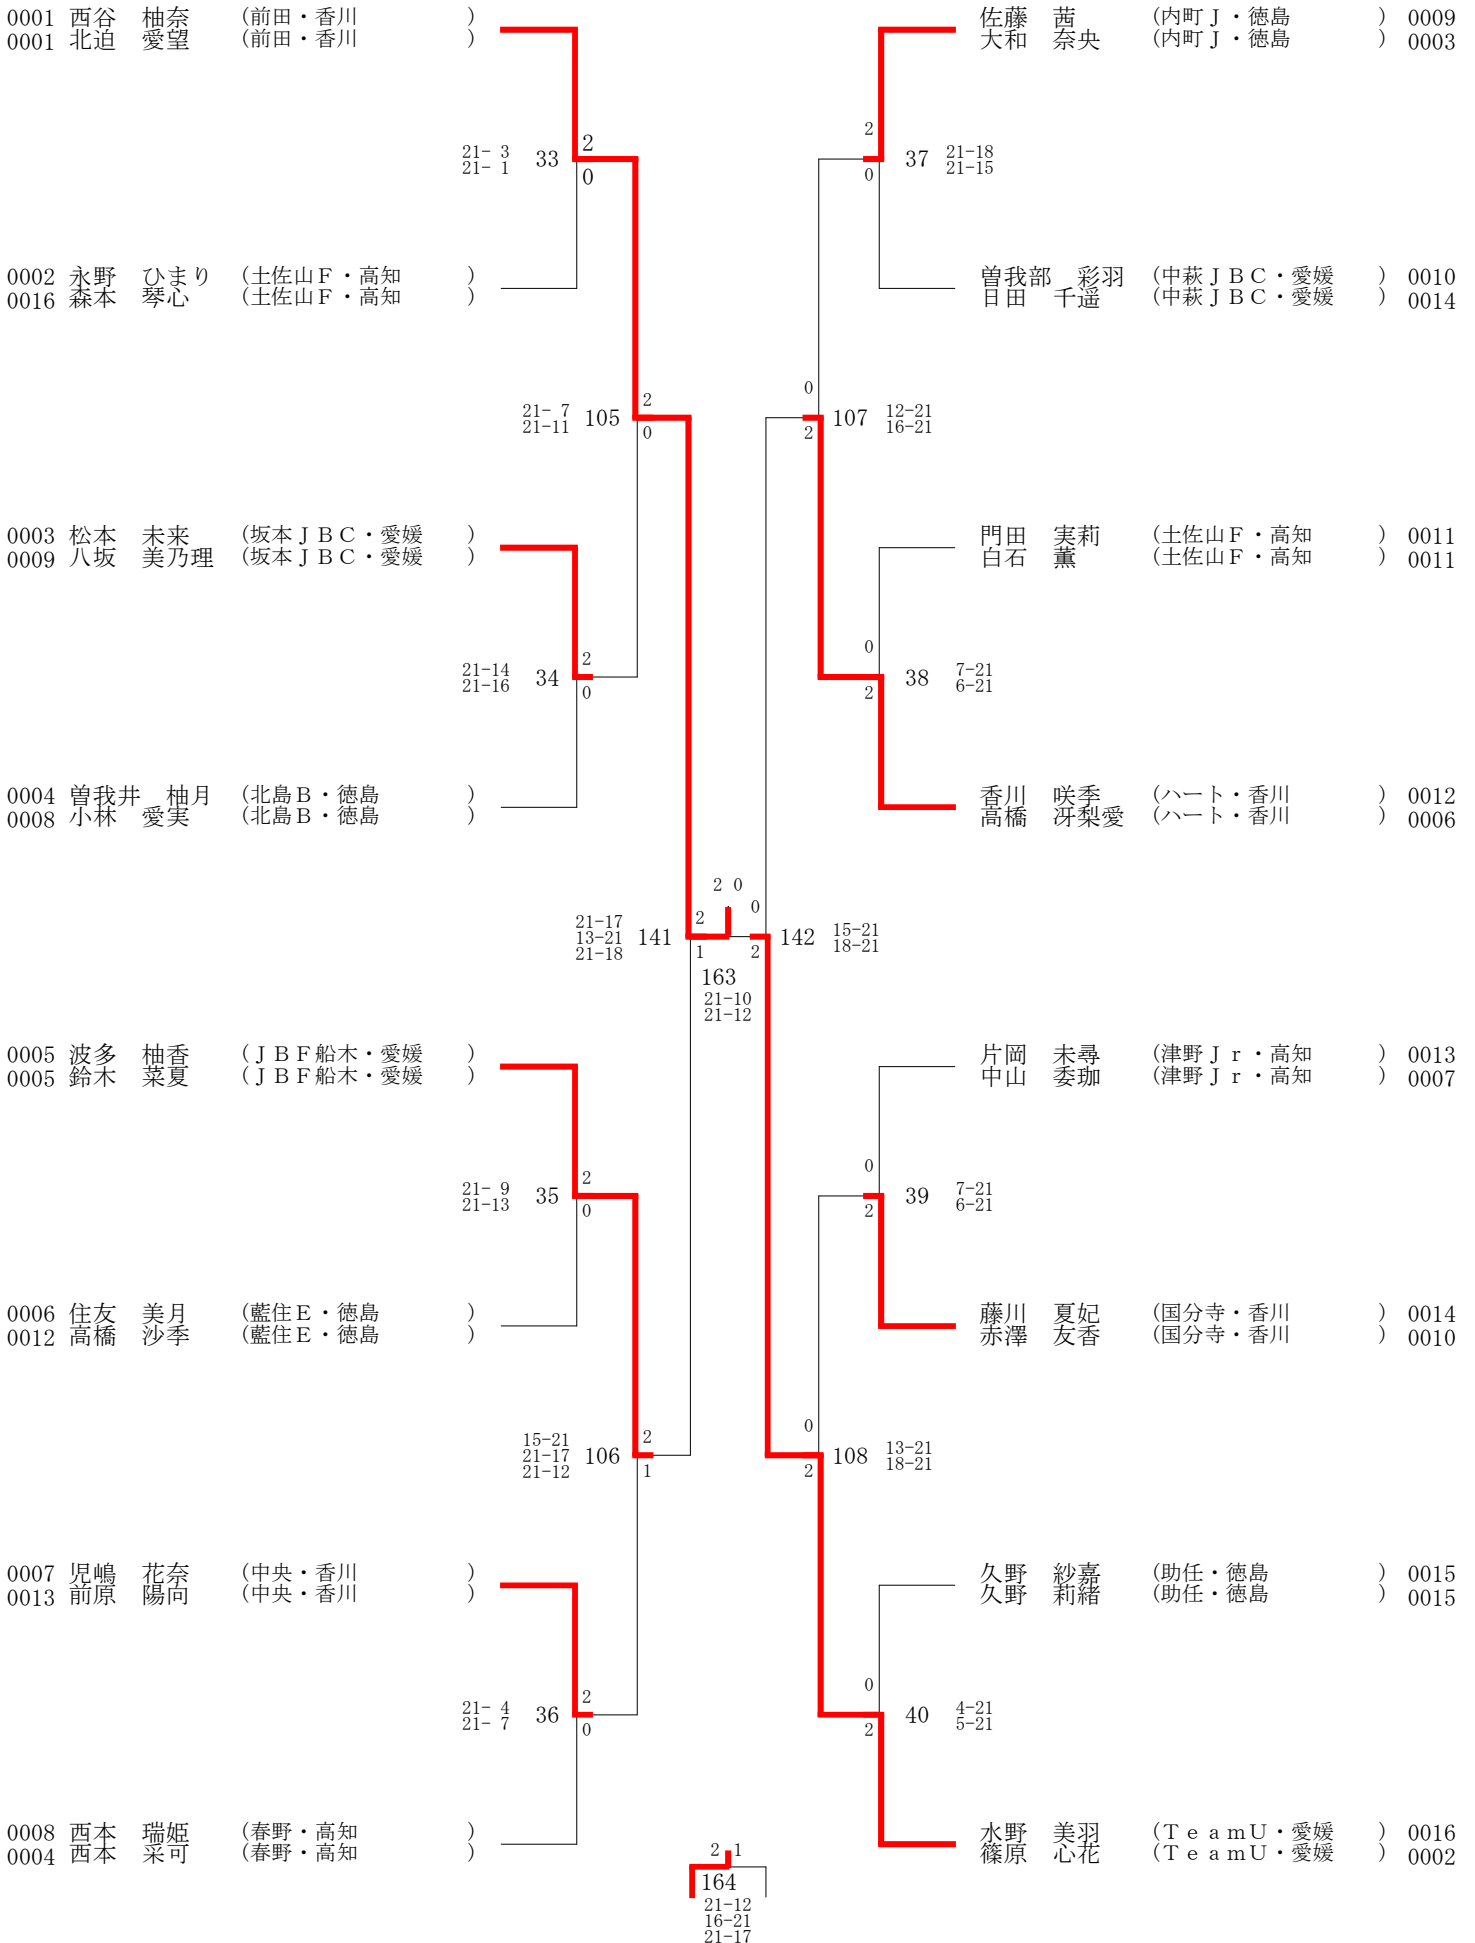 0001 西谷　柚奈　(前田・香川　)
0001 北迫　愛望　(前田・香川　)
佐藤　茜　(内町Ｊ・徳島　) 0009
大和　奈央　(内町Ｊ・徳島　) 0003
21- 3
21- 1
33
2
0
2
0
37
21-18
21-15
0002 永野　ひまり　(土佐山Ｆ・高知　)
0016 森本　琴心　(土佐山Ｆ・高知　)
曽我部　彩羽　(中萩ＪＢＣ・愛媛　) 0010
日田　千遥　(中萩ＪＢＣ・愛媛　) 0014
21- 7
21-11
105
2
0
0
2
107
12-21
16-21
0003 松本　未来　(坂本ＪＢＣ・愛媛　)
0009 八坂　美乃理　(坂本ＪＢＣ・愛媛　)
門田　実莉　(土佐山Ｆ・高知　) 0011
白石　薫　(土佐山Ｆ・高知　) 0011
21-14
21-16
34
2
0
0
2
38
7-21
6-21
0004 曽我井　柚月　(北島Ｂ・徳島　)
0008 小林　愛実　(北島Ｂ・徳島　)
香川　咲季　(ハート・香川　) 0012
高橋　冴梨愛　(ハート・香川　) 0006
2 0
21-17
13-21
21-18
141
2
1
0
2
142
15-21
18-21
163
21-10
21-12
0005 波多　柚香　(ＪＢＦ船木・愛媛　)
0005 鈴木　菜夏　(ＪＢＦ船木・愛媛　)
片岡　未尋　(津野Ｊｒ・高知　) 0013
中山　委珈　(津野Ｊｒ・高知　) 0007
21- 9
21-13
35
2
0
0
2
39
7-21
6-21
0006 住友　美月　(藍住Ｅ・徳島　)
0012 高橋　沙季　(藍住Ｅ・徳島　)
藤川　夏妃　(国分寺・香川　) 0014
赤澤　友香　(国分寺・香川　) 0010
15-21
21-17
21-12
106
2
1
0
2
108
13-21
18-21
0007 児嶋　花奈　(中央・香川　)
0013 前原　陽向　(中央・香川　)
久野　紗嘉　(助任・徳島　) 0015
久野　莉緒　(助任・徳島　) 0015
21- 4
21- 7
36
2
0
0
2
40
4-21
5-21
0008 西本　瑞姫　(春野・高知　)
0004 西本　采可　(春野・高知　)
水野　美羽　(ＴｅａｍＵ・愛媛　) 0016
篠原　心花　(ＴｅａｍＵ・愛媛　) 0002
2 1
164
21-12
16-21
21-17